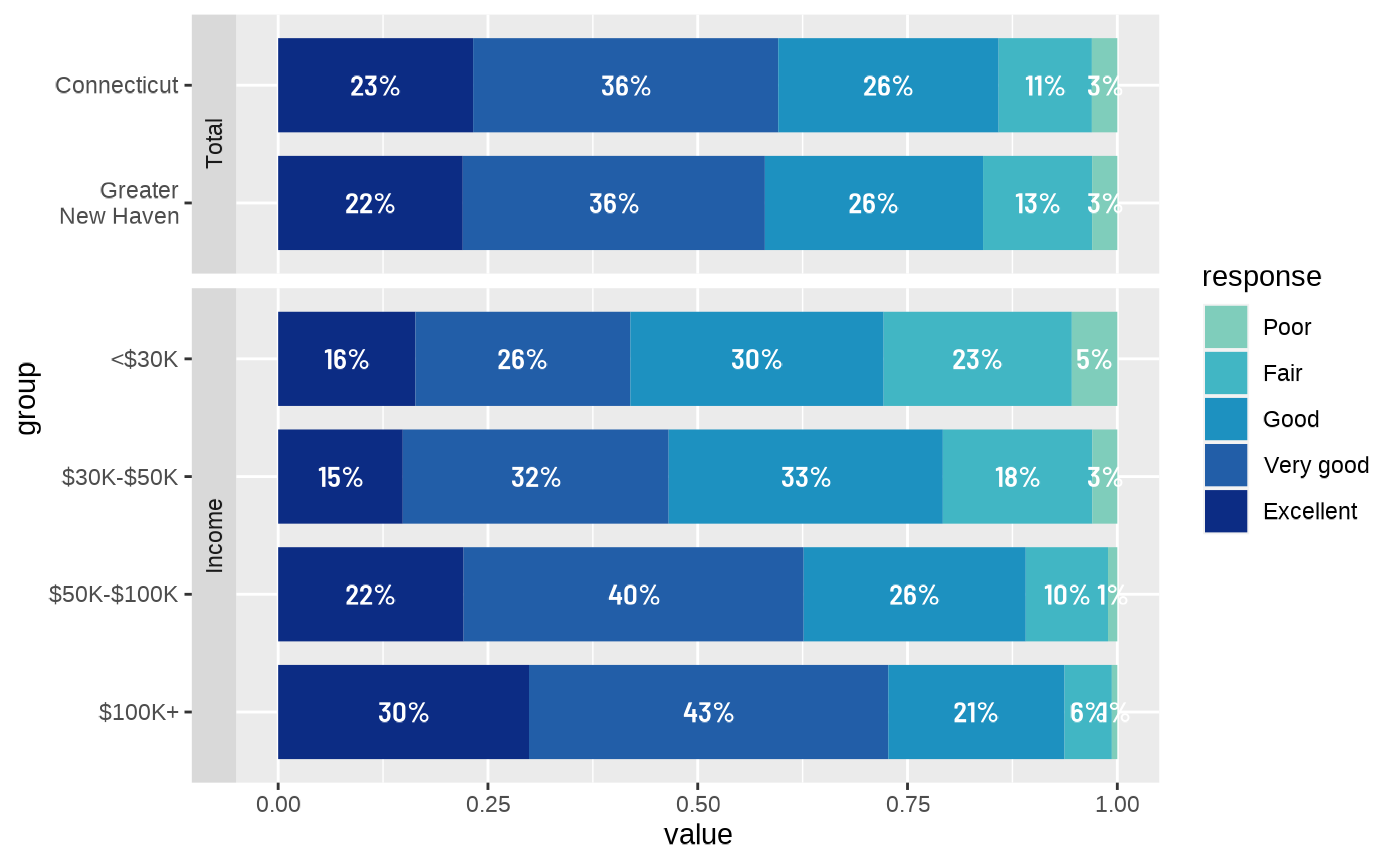 Connecticut
23% 36% 26% 11% 3%
Total
Greater
New Haven
22% 36% 26% 13% 3%
group
Income
<$30K
16% 26% 30% 23% 5%
$30K-$50K
15% 32% 33% 18% 3%
$50K-$100K
22% 40% 26% 10% 1%
$100K+
30% 43% 21% 6% 1%
0.00 0.25 0.50 0.75 1.00
value
response
Poor
Fair
Good
Very good
Excellent